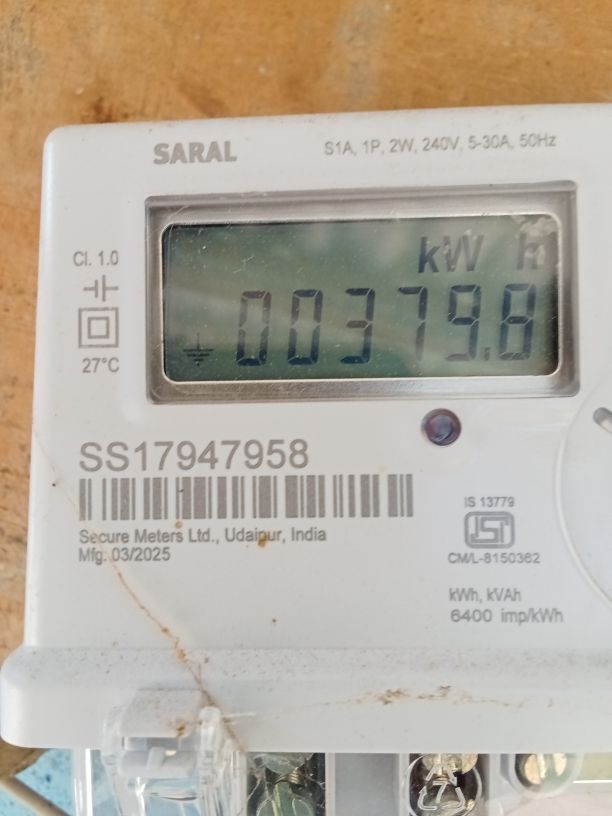 SARAL
S1A, 1P, 2W, 240V, 5-30A, 50Hz
Cl. 1.0
kW h
00379.8
27°C
SS17947958
Secure Meters Ltd., Udaipur, India
Mfg. 03/2025
IS 13779
ISI
CM/L-8150362
kWh, kVAh
6400 imp/kWh